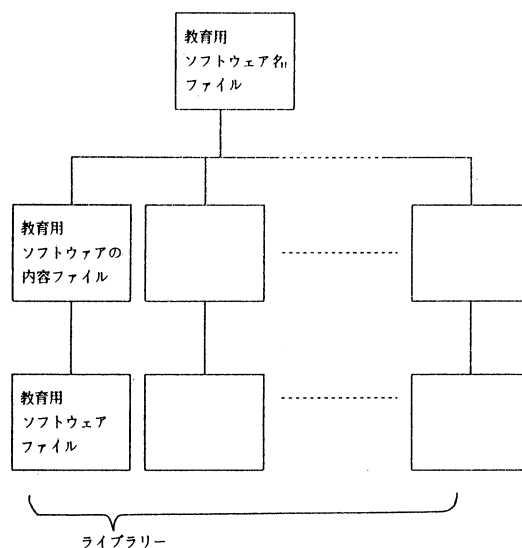 教育用
ソフトウェア名
ファイル
教育用
ソフトウァアの
内容ファイル
教育用
ソフトウェア
ファイル
ライブラリー